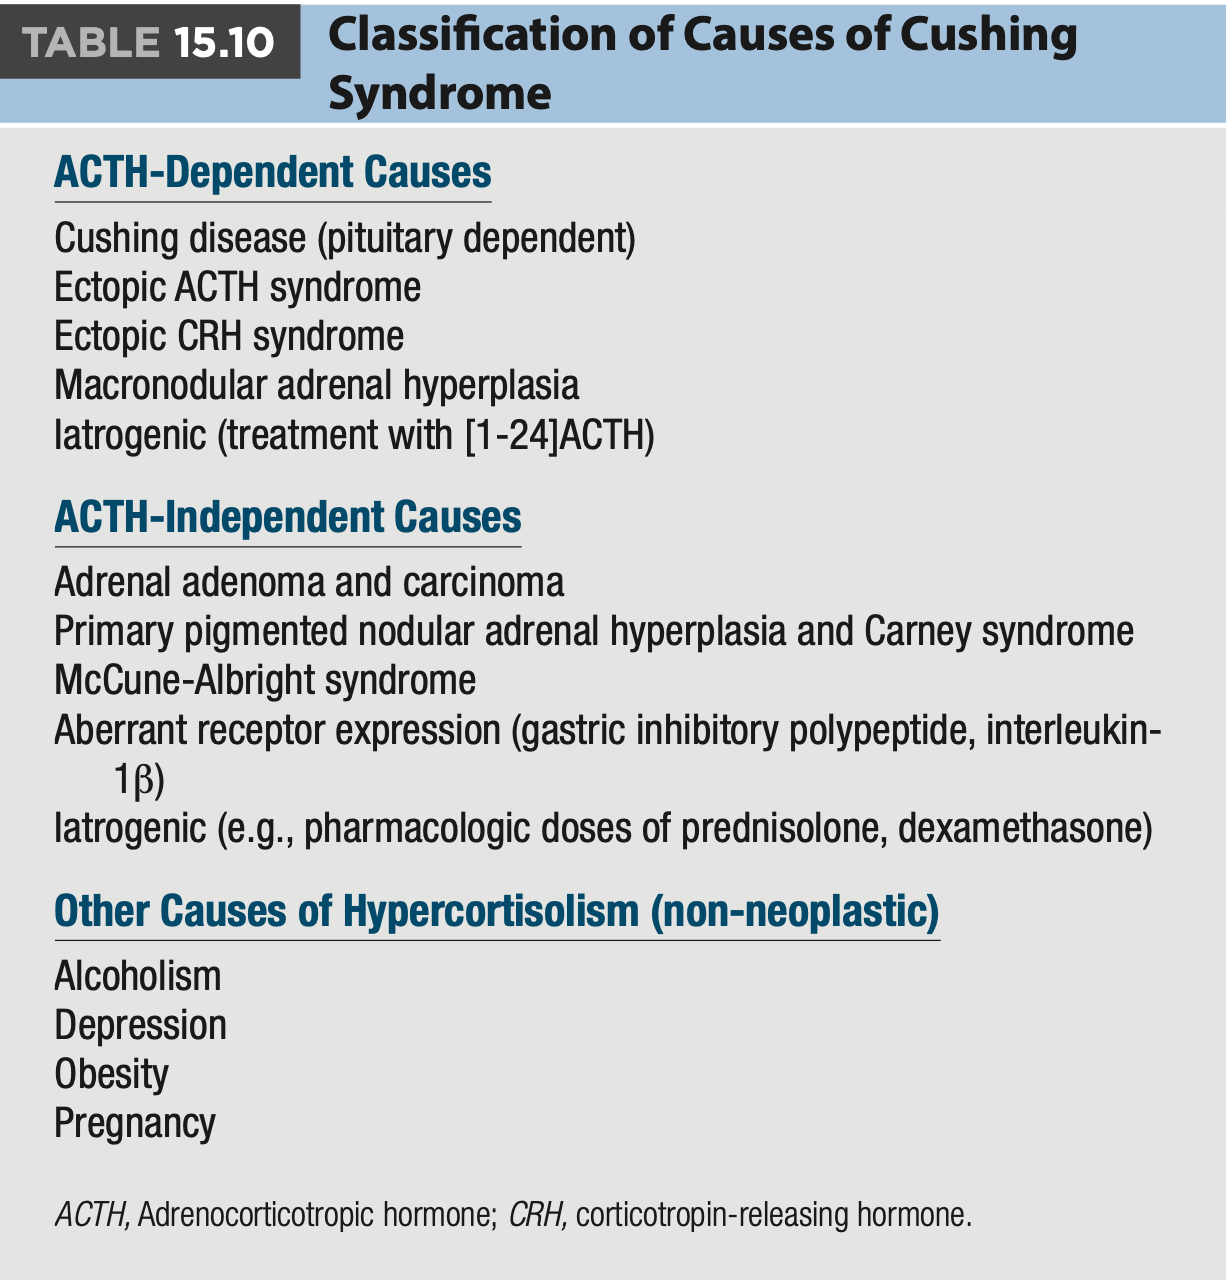 TABLE 15.10
Classification of Causes of Cushing
Syndrome
ACTH-Dependent Causes
Cushing disease (pituitary dependent)
Ectopic ACTH syndrome
Ectopic CRH syndrome
Macronodular adrenal hyperplasia
Iatrogenic (treatment with [1-24]ACTH)
ACTH-Independent Causes
Adrenal adenoma and carcinoma
Primary pigmented nodular adrenal hyperplasia and Carney syndrome
McCune-Albright syndrome
Aberrant receptor expression (gastric inhibitory polypeptide, interleukin-
1β)
Iatrogenic (e.g., pharmacologic doses of prednisolone, dexamethasone)
Other Causes of Hypercortisolism (non-neoplastic)
Alcoholism
Depression
Obesity
Pregnancy
ACTH, Adrenocorticotropic hormone; CRH, corticotropin-releasing hormone.